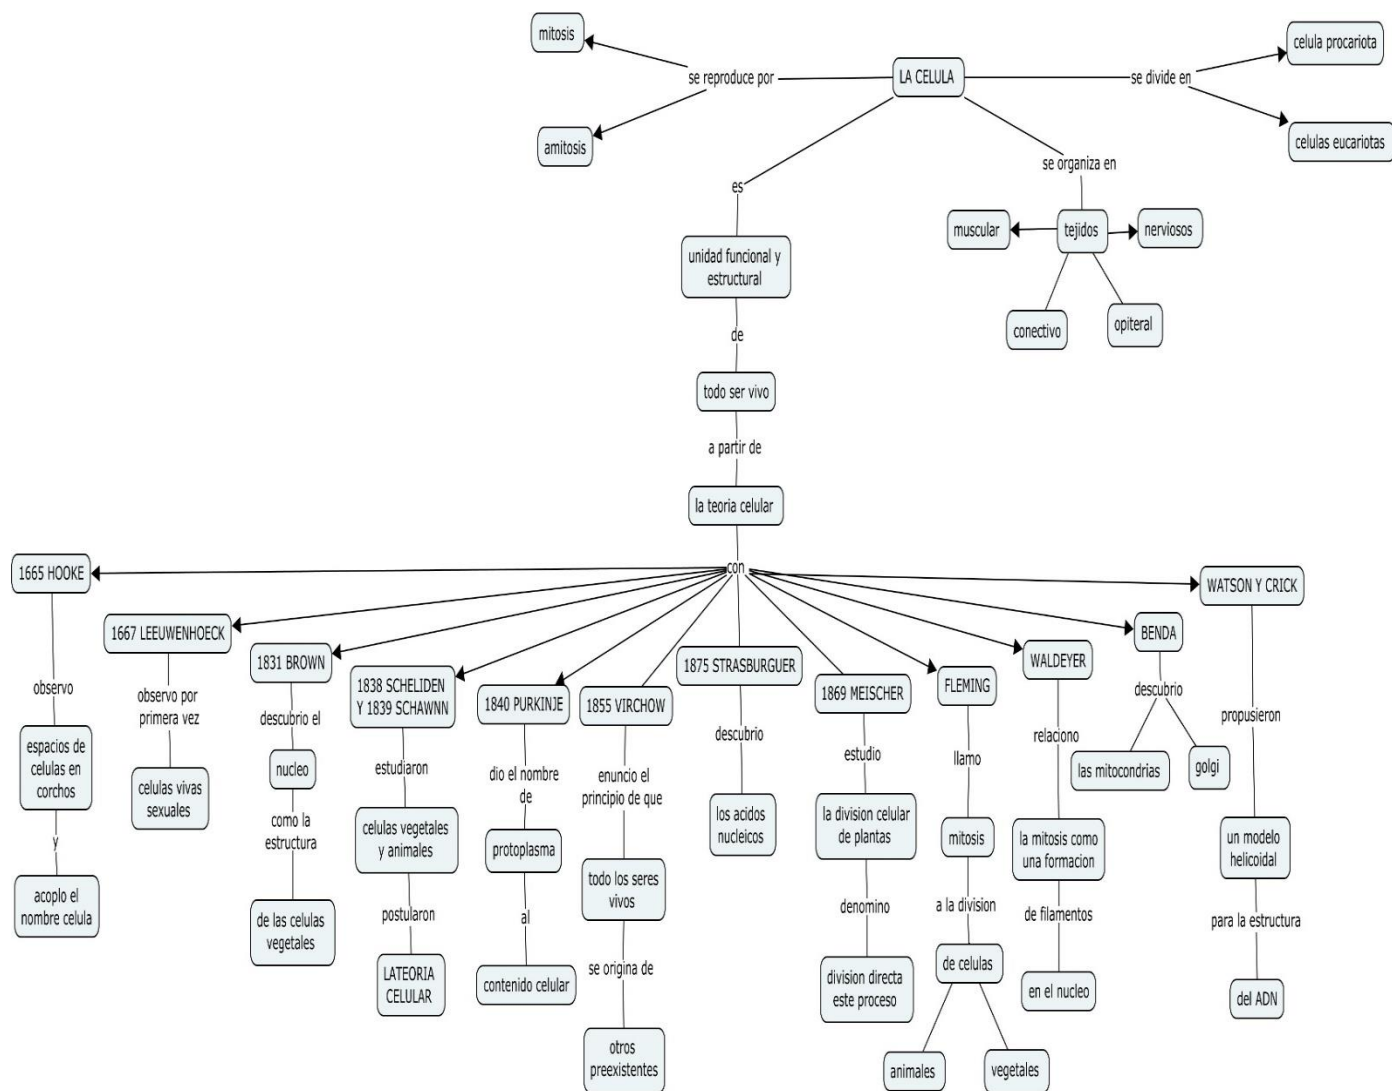 mitosis
se reproduce por
amitosis
LA CELULA
se divide en
celula procariota
celulas eucariotas
es
unidad funcional y
estructural
de
todo ser vivo
a partir de
la teoria celular
con
se organiza en
tejidos
muscular
nerviosos
conectivo
opiteral
1665 HOOKE
observo
espacios de
celulas en
corchos
y
acoplo el
nombre celula
1667 LEEUWENHOECK
observo por
primera vez
celulas vivas
sexuales
1831 BROWN
descubrio el
nucleo
como la
estructura
de las celulas
vegetales
1838 SCHELIDEN
Y 1839 SCHAWNN
estudiaron
celulas vegetales
y animales
postularon
LATEORIA
CELULAR
1840 PURKINJE
dio el nombre
de
protoplasma
al
contenido celular
1855 VIRCHOW
enuncio el
principio de que
todo los seres
vivos
se origina de
otros
preexistentes
1875 STRASBURGUER
descubrio
los acidos
nucleicos
1869 MEISCHER
estudio
la division celular
de plantas
denomino
division directa
este proceso
FLEMING
llamo
mitosis
a la division
de celulas
animales
vegetales
WALDEYER
relaciono
la mitosis como
una formacion
de filamentos
en el nucleo
BENDA
descubrio
las mitocondrias
golgi
WATSON Y CRICK
propusieron
un modelo
helicoidal
para la estructura
del ADN